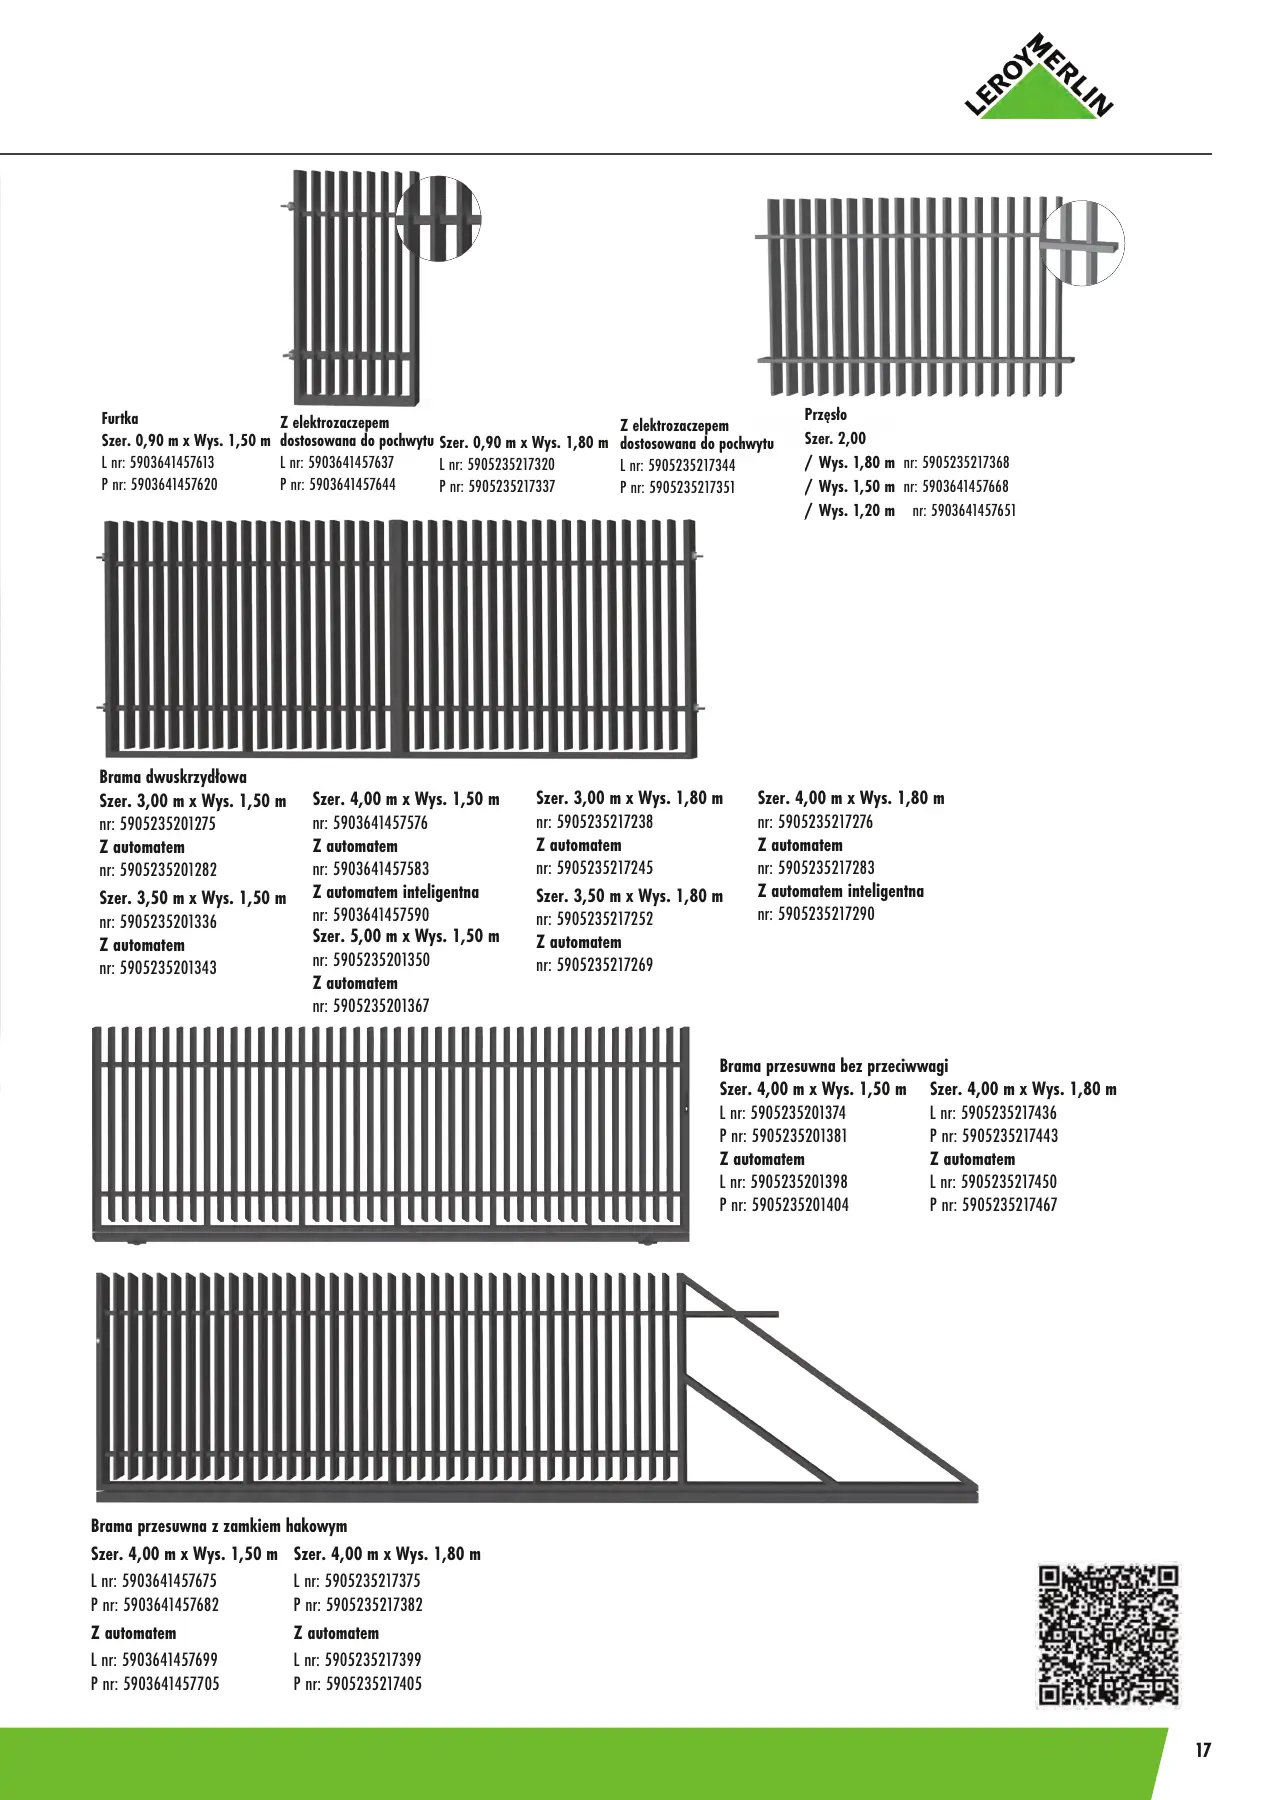 LEROY MERLIN
Furtka
Szer. 0,90 m x Wys. 1,50 m
L nr: 5903641457613
P nr: 5903641457620
Z elektrozaczepem
dostosowana do pochwytu
L nr: 5903641457637
P nr: 5903641457644
Szer. 0,90 m x Wys. 1,80 m
L nr: 5905235217320
P nr: 5905235217337
Z elektrozaczepem
dostosowana do pochwytu
L nr: 5905235217344
P nr: 5905235217351
Przęsło
Szer. 2,00
/ Wys. 1,80 m nr: 5905235217368
/ Wys. 1,50 m nr: 5903641457668
/ Wys. 1,20 m nr: 5903641457651
Brama dwuskrzydłowa
Szer. 3,00 m x Wys. 1,50 m
nr: 5905235201275
Z automatem
nr: 5905235201282
Szer. 3,50 m x Wys. 1,50 m
nr: 5905235201336
Z automatem
nr: 5905235201343
Szer. 4,00 m x Wys. 1,50 m
nr: 5903641457576
Z automatem
nr: 5903641457583
Z automatem inteligentna
nr: 5903641457590
Szer. 5,00 m x Wys. 1,50 m
nr: 5905235201350
Z automatem
nr: 5905235201367
Szer. 3,00 m x Wys. 1,80 m
nr: 5905235217238
Z automatem
nr: 5905235217245
Szer. 3,50 m x Wys. 1,80 m
nr: 5905235217252
Z automatem
nr: 5905235217269
Szer. 4,00 m x Wys. 1,80 m
nr: 5905235217276
Z automatem
nr: 5905235217283
Z automatem inteligentna
nr: 5905235217290
Brama przesuwna bez przeciwwagi
Szer. 4,00 m x Wys. 1,50 m
L nr: 5905235201374
P nr: 5905235201381
Z automatem
L nr: 5905235201398
P nr: 5905235201404
Szer. 4,00 m x Wys. 1,80 m
L nr: 5905235217436
P nr: 5905235217443
Z automatem
L nr: 5905235217450
P nr: 5905235217467
Brama przesuwna z zamkiem hakowym
Szer. 4,00 m x Wys. 1,50 m
L nr: 5903641457675
P nr: 5903641457682
Z automatem
L nr: 5903641457699
P nr: 5903641457705
Szer. 4,00 m x Wys. 1,80 m
L nr: 5905235217375
P nr: 5905235217382
Z automatem
L nr: 5905235217399
P nr: 5905235217405
17